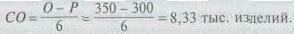 СО = (О – Р)/6 = (350 – 300)/6 = 8,33 тыс. изделий.